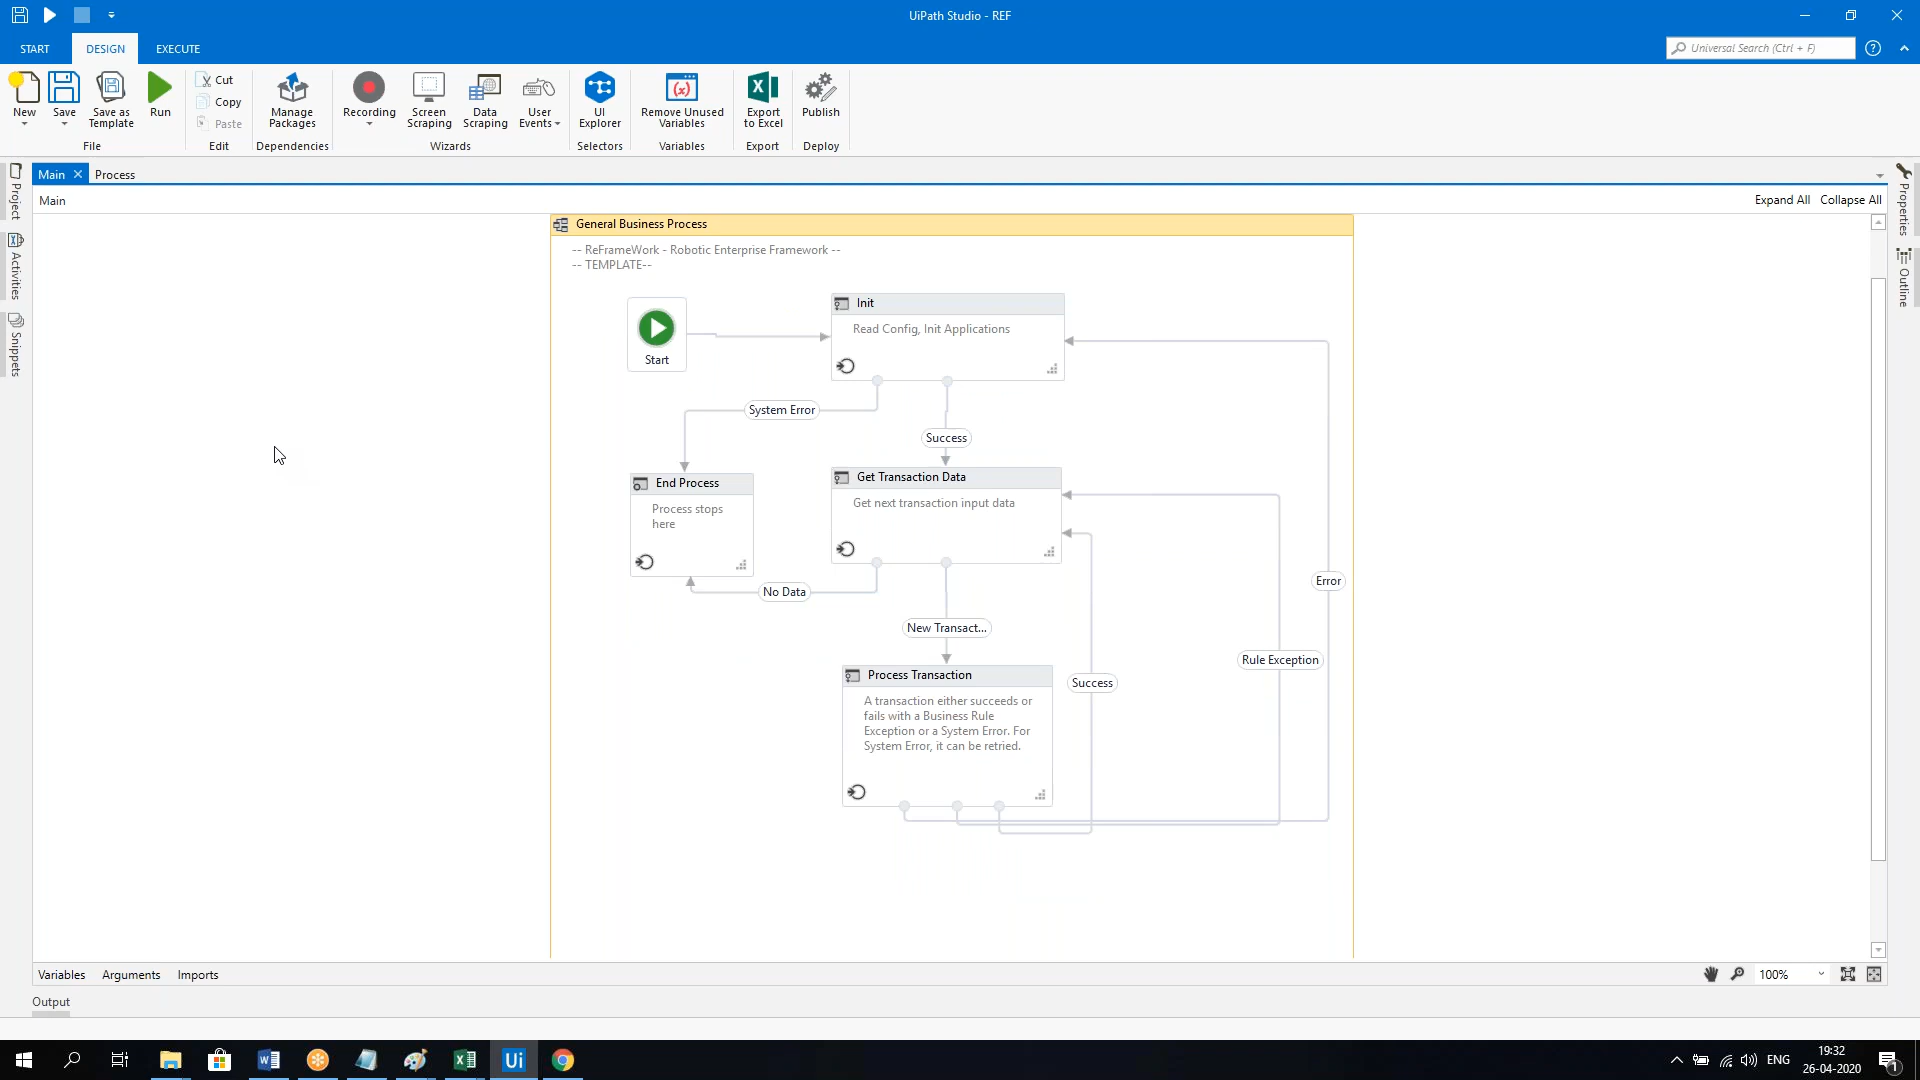 UiPath Studio - REF
START
DESIGN
EXECUTE
Universal Search (Ctrl + F)
New
Save
Save as
Template
Run
Cut
Copy
Paste
Manage
Packages
Recording
Screen
Scraping
Data
Scraping
User
Events
UI
Explorer
Remove Unused
Variables
Export
to Excel
Publish
File
Edit
Dependencies
Wizards
Selectors
Variables
Export
Deploy
Project
Activities
Snippets
Main
Process
Main
Expand All
Collapse All
Properties
Outline
General Business Process
-- ReFrameWork - Robotic Enterprise Framework --
-- TEMPLATE--
Start
Init
Read Config, Init Applications
System Error
Success
End Process
Process stops
here
Get Transaction Data
Get next transaction input data
No Data
New Transact...
Error
Rule Exception
Success
Process Transaction
A transaction either succeeds or
fails with a Business Rule
Exception or a System Error. For
System Error, it can be retried.
Variables
Arguments
Imports
100%
Output
Ui
ENG
19:32
26-04-2020
1